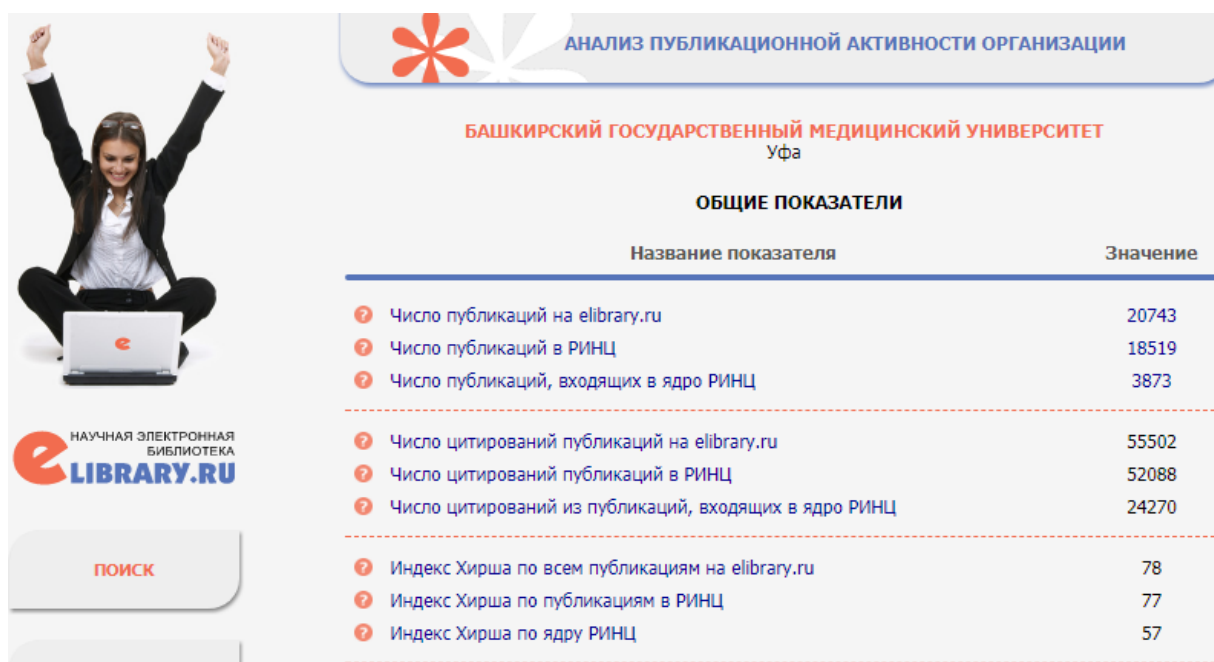 АНАЛИЗ ПУБЛИКАЦИОННОЙ АКТИВНОСТИ ОРГАНИЗАЦИИ
БАШКИРСКИЙ ГОСУДАРСТВЕННЫЙ МЕДИЦИНСКИЙ УНИВЕРСИТЕТ
Уфа
ОБЩИЕ ПОКАЗАТЕЛИ
Название показателя Значение
? Число публикаций на elibrary.ru 20743
? Число публикаций в РИНЦ 18519
? Число публикаций, входящих в ядро РИНЦ 3873
? Число цитирований публикаций на elibrary.ru 55502
? Число цитирований публикаций в РИНЦ 52088
? Число цитирований из публикаций, входящих в ядро РИНЦ 24270
? Индекс Хирша по всем публикациям на elibrary.ru 78
? Индекс Хирша по публикациям в РИНЦ 77
? Индекс Хирша по ядру РИНЦ 57
e
НАУЧНАЯ ЭЛЕКТРОННАЯ
БИБЛИОТЕКА
eLIBRARY.RU
ПОИСК